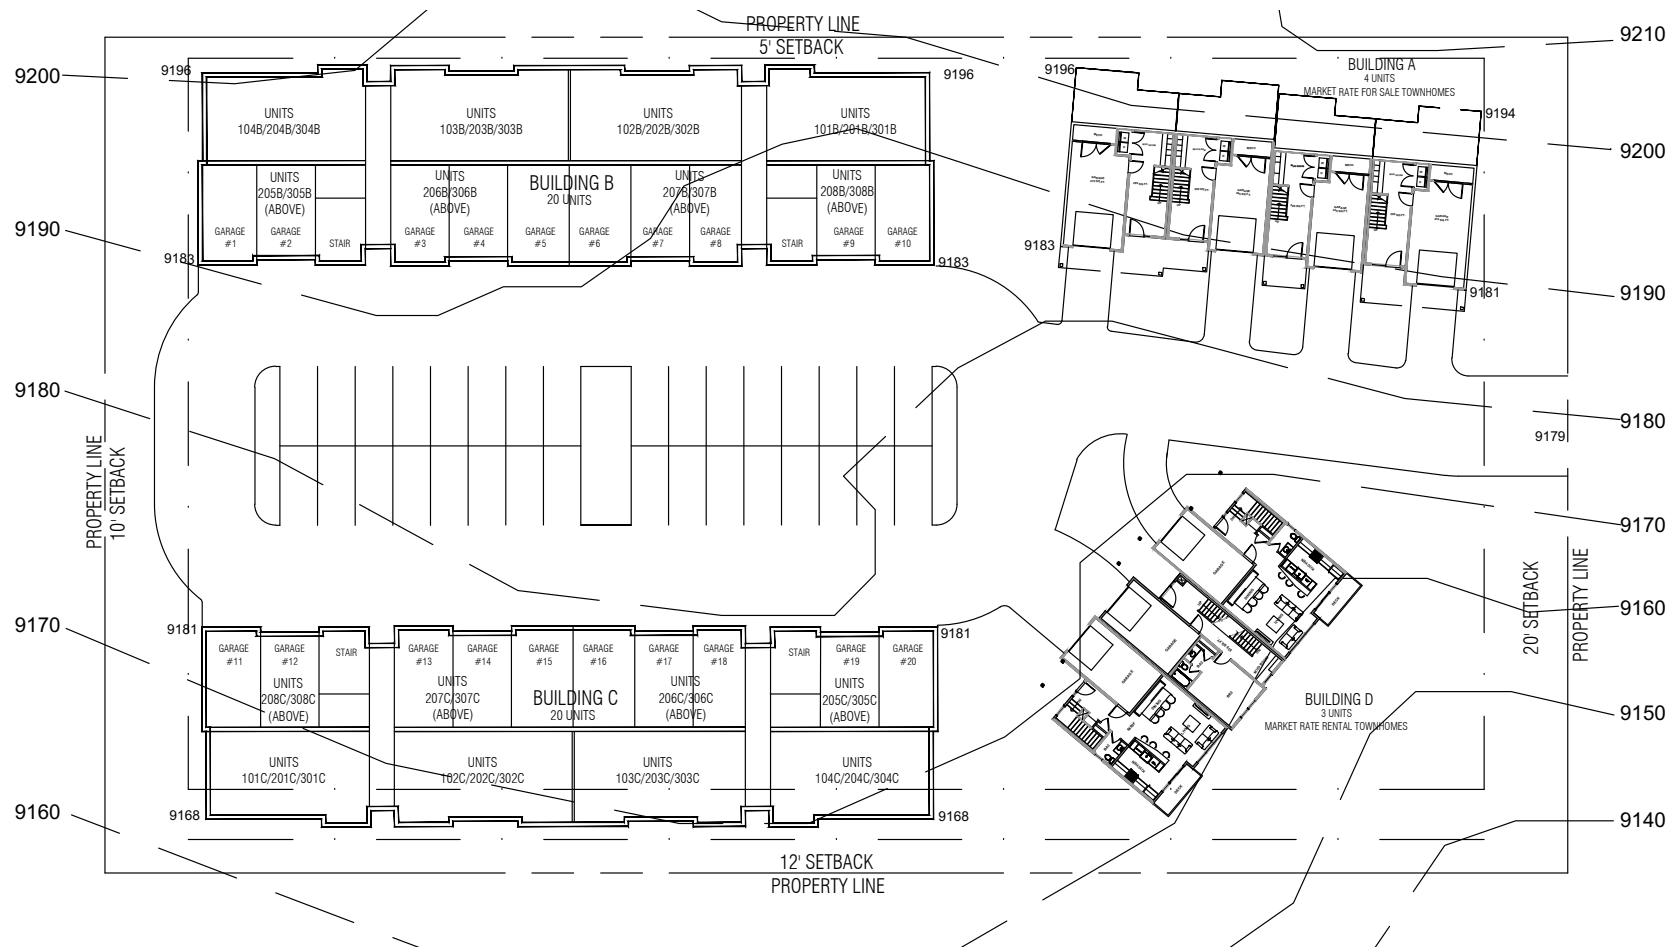 PROPERTY LINE
5' SETBACK
9210
9200
9196
9196
9196
BUILDING A
4 UNITS
MARKET RATE FOR SALE TOWNHOMES
9194
9200
UNITS
104B/204B/304B
UNITS
103B/203B/303B
UNITS
102B/202B/302B
UNITS
101B/201B/301B
UNITS
205B/305B
(ABOVE)
UNITS
206B/306B
(ABOVE)
BUILDING B
20 UNITS
UNITS
207B/307B
(ABOVE)
UNITS
208B/308B
(ABOVE)
9190
GARAGE
#1
GARAGE
#2
STAIR
GARAGE
#3
GARAGE
#4
GARAGE
#5
GARAGE
#6
GARAGE
#7
GARAGE
#8
STAIR
GARAGE
#9
GARAGE
#10
9183
9183
9183
9181
9190
9180
9180
9179
PROPERTY LINE
10' SETBACK
9170
GARAGE
GARAGE
GARAGE
KITCHEN
DINING
LIVING
DECK
9160
20' SETBACK
PROPERTY LINE
9170
9181
9181
GARAGE
#11
GARAGE
#12
STAIR
GARAGE
#13
GARAGE
#14
GARAGE
#15
GARAGE
#16
GARAGE
#17
GARAGE
#18
STAIR
GARAGE
#19
GARAGE
#20
UNITS
208C/308C
(ABOVE)
UNITS
207C/307C
(ABOVE)
BUILDING C
20 UNITS
UNITS
206C/306C
(ABOVE)
UNITS
205C/305C
(ABOVE)
BUILDING D
3 UNITS
MARKET RATE RENTAL TOWNHOMES
9150
UNITS
101C/201C/301C
UNITS
102C/202C/302C
UNITS
103C/203C/303C
UNITS
104C/204C/304C
DECK
9160
9168
9168
9140
12' SETBACK
PROPERTY LINE